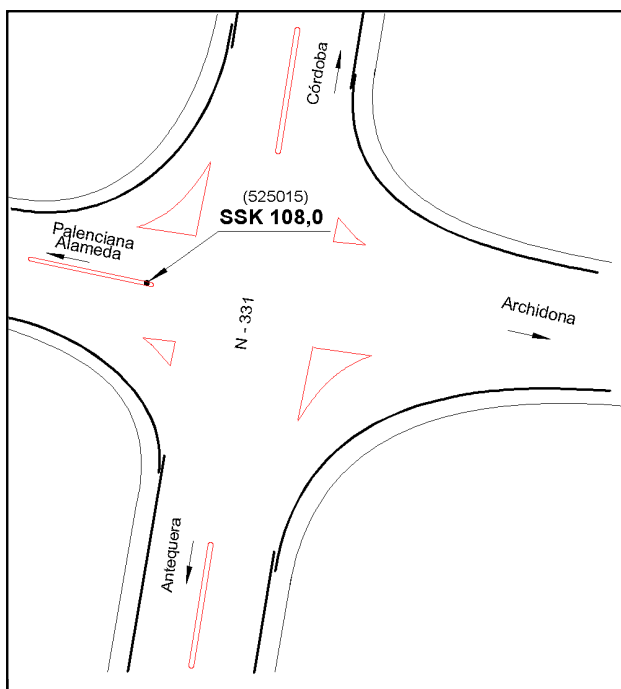 Córdoba
(525015)
SSK 108,0
Palenciana
Alameda
N - 331
Archidona
Antequera